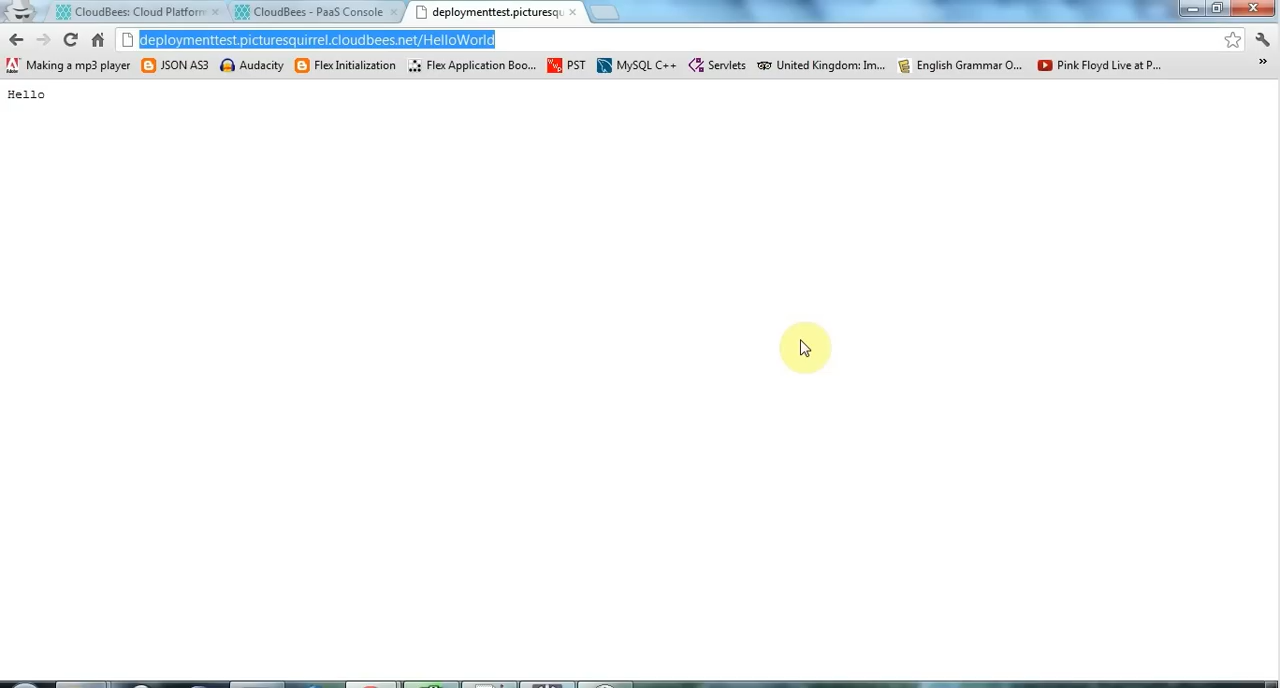 CloudBees: Cloud Platform
CloudBees - PaaS Console
deploymenttest.picturesqu
deploymenttest.picturesquirrel.cloudbees.net/HelloWorld
Making a mp3 player
JSON AS3
Audacity
Flex Initialization
Flex Application Boo...
PST
MySQL C++
Servlets
United Kingdom: Im...
English Grammar O...
Pink Floyd Live at P...
»
Hello